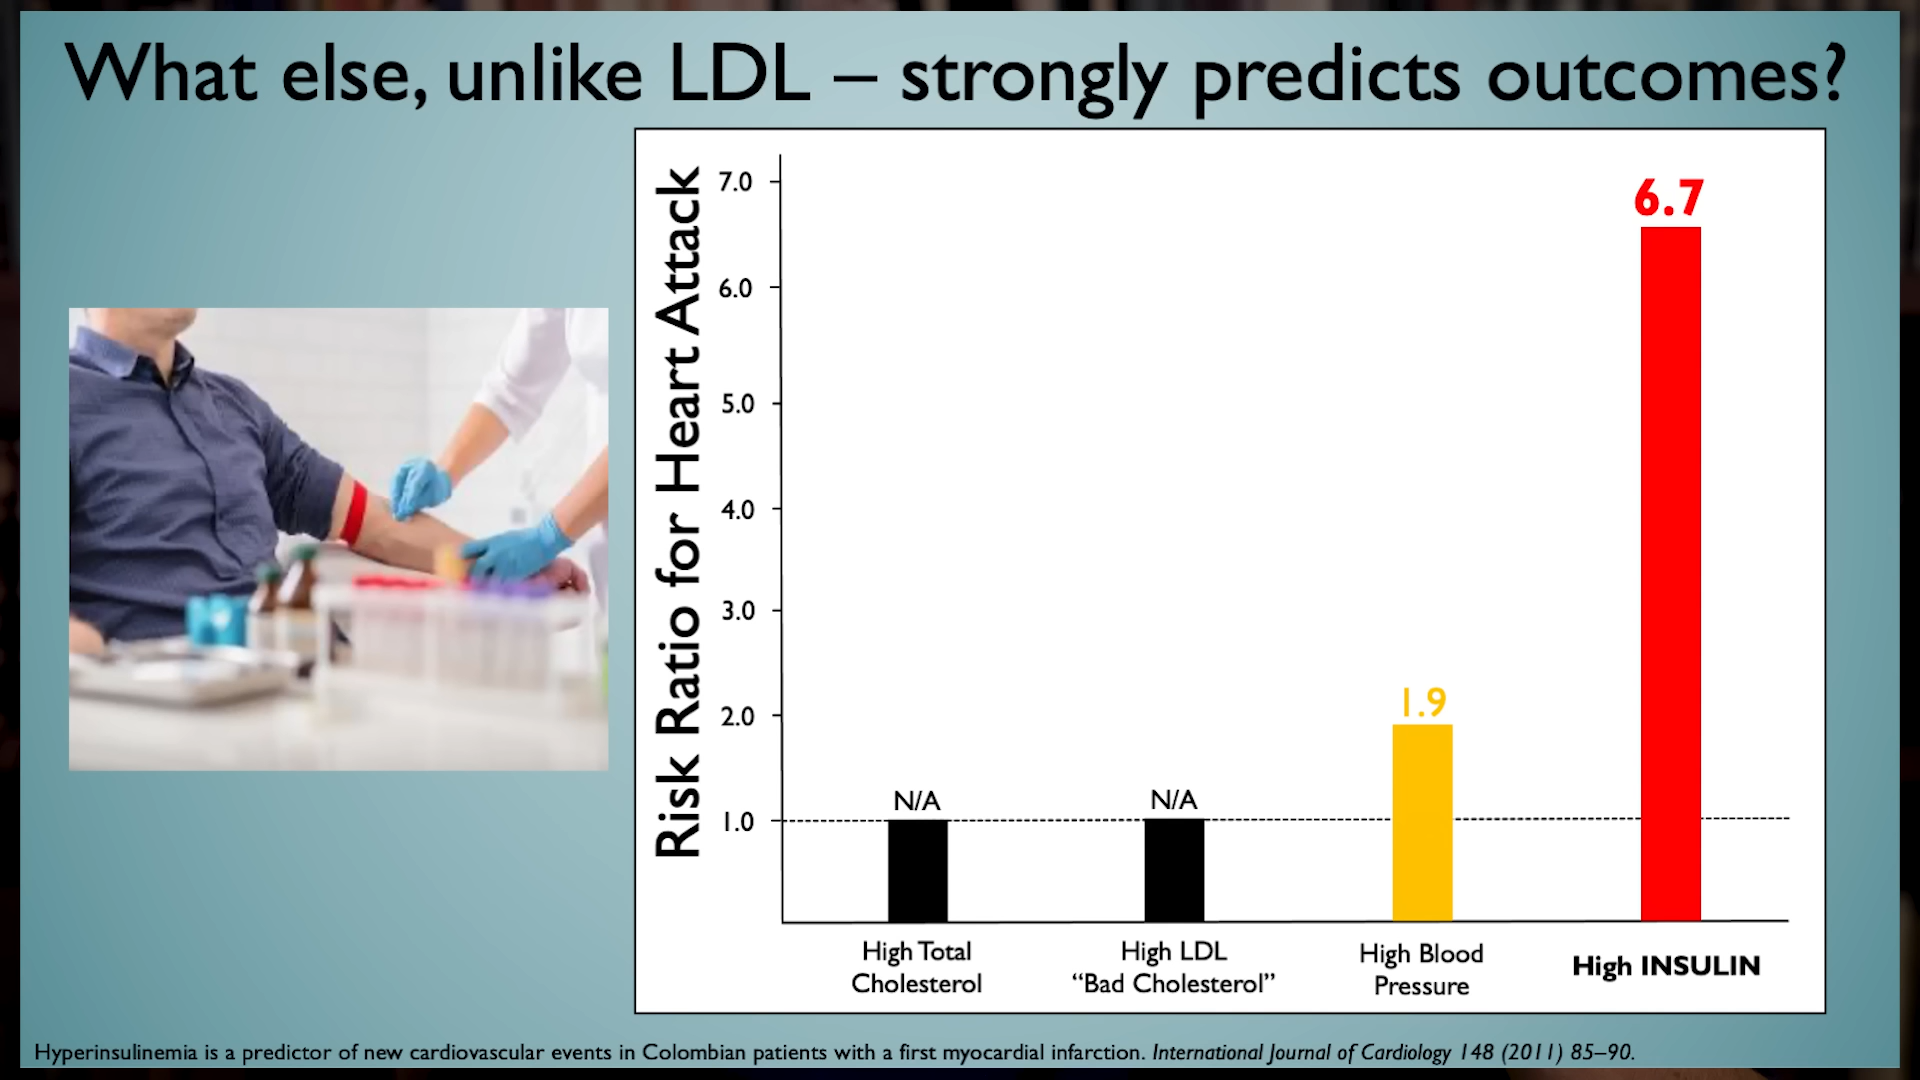 What else, unlike LDL – strongly predicts outcomes?
Risk Ratio for Heart Attack
7.0
6.0
5.0
4.0
3.0
2.0
1.0
N/A
N/A
1.9
6.7
High Total
Cholesterol
High LDL
“Bad Cholesterol”
High Blood
Pressure
High INSULIN
Hyperinsulinemia is a predictor of new cardiovascular events in Colombian patients with a first myocardial infarction. International Journal of Cardiology 148 (2011) 85–90.